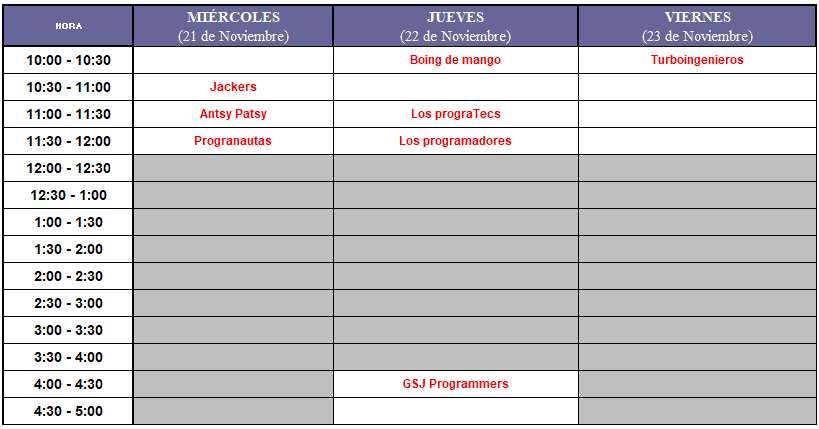 HORA MIÉRCOLES JUEVES VIERNES
(21 de Noviembre) (22 de Noviembre) (23 de Noviembre)
10:00 - 10:30 Boing de mango Turboingenieros
10:30 - 11:00 Jackers
11:00 - 11:30 Antsy Patsy Los prograTecs
11:30 - 12:00 Progranautas Los programadores
12:00 - 12:30
12:30 - 1:00
1:00 - 1:30
1:30 - 2:00
2:00 - 2:30
2:30 - 3:00
3:00 - 3:30
3:30 - 4:00
4:00 - 4:30 GSJ Programmers
4:30 - 5:00